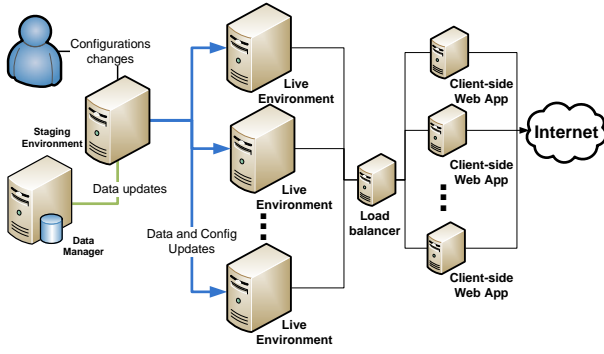 Configurations
changes
Staging
Environment
Data updates
Data
Manager
Data and Config
Updates
Live
Environment
Live
Environment
Live
Environment
Load
balancer
Client-side
Web App
Client-side
Web App
Client-side
Web App
Internet